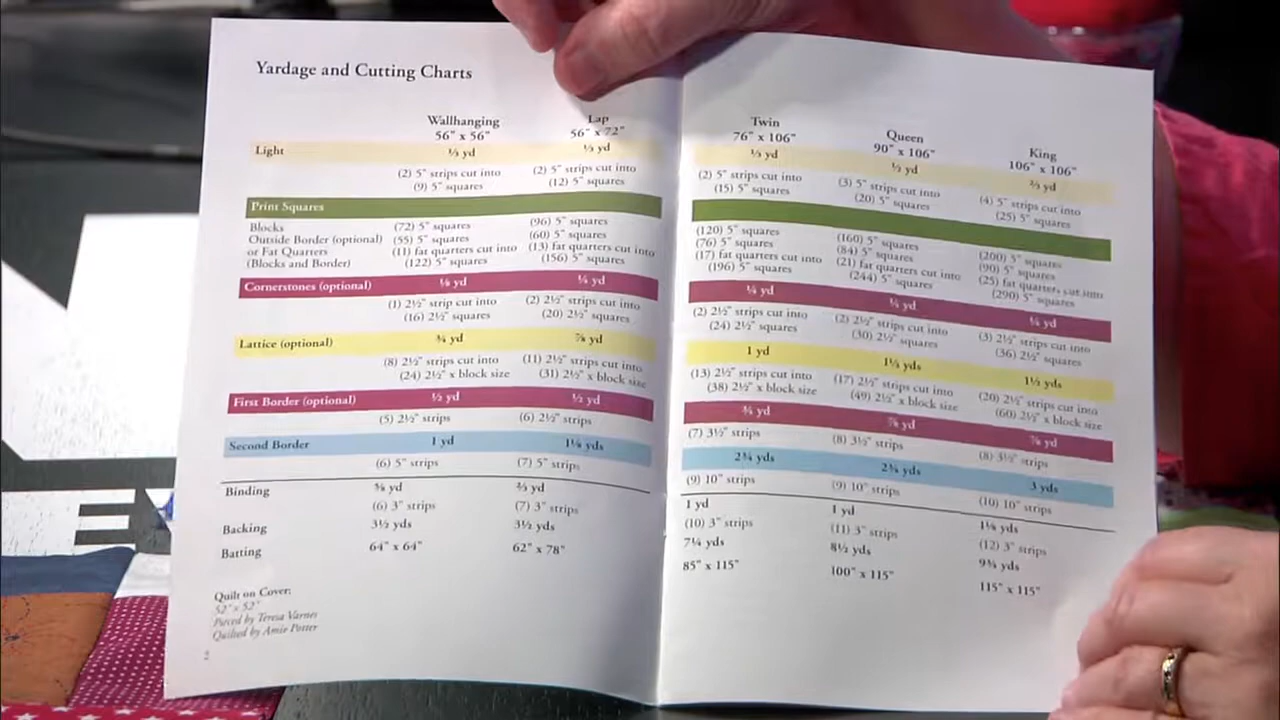 Yardage and Cutting Charts
Wallhanging Lap
56" x 56" 56" x 72"
Light ⅓ yd ⅓ yd
(2) 5" strips cut into (2) 5" strips cut into
(9) 5" squares (12) 5" squares
Print Squares
Blocks (72) 5" squares (96) 5" squares
Outside Border (optional) (55) 5" squares (60) 5" squares
or Fat Quarters (11) fat quarters cut into (13) fat quarters cut into
(Blocks and Border) (122) 5" squares (156) 5" squares
Cornerstones (optional) yd ¼ yd
(1) 2½" strip cut into (2) 2½" strips cut into
(16) 2½" squares (20) 2½" squares
Lattice (optional) ¾ yd ⅞ yd
(8) 2½" strips cut into (11) 2½" strips cut into
(24) 2½" x block size (31) 2½" x block size
First Border (optional) ½ yd ½ yd
(5) 2½" strips (6) 2½" strips
Second Border 1 yd yds
(6) 5" strips (7) 5" strips
Binding yd ⅔ yd
(6) 3" strips (7) 3" strips
Backing 3½ yds 3½ yds
Batting 64" x 64" 62" x 78"
Quilt on Cover:
52" x 52"
Pieced by Teresa Varnes
Quilted by Amie Potter
2
Twin Queen King
76" x 106" 90" x 106" 106" x 106"
⅓ yd ½ yd ⅔ yd
(2) 5" strips cut into (3) 5" strips cut into (4) 5" strips cut into
(15) 5" squares (20) 5" squares (25) 5" squares
(120) 5" squares (160) 5" squares (200) 5" squares
(76) 5" squares (84) 5" squares (90) 5" squares
(17) fat quarters cut into (21) fat quarters cut into (25) fat quarters cut into
(196) 5" squares (244) 5" squares (290) 5" squares
¼ yd ¼ yd yd
(2) 2½" strips cut into (2) 2½" strips cut into (3) 2½" strips cut into
(24) 2½" squares (30) 2½" squares (36) 2½" squares
1 yd yds 1½ yds
(13) 2½" strips cut into (17) 2½" strips cut into (20) 2½" strips cut into
(38) 2½" x block size (49) 2½" x block size (60) 2½" x block size
¾ yd ⅞ yd ⅞ yd
(7) 3½" strips (8) 3½" strips (8) 3½" strips
2¾ yds 2¾ yds 3 yds
(9) 10" strips (9) 10" strips (10) 10" strips
1 yd 1 yd yds
(10) 3" strips (11) 3" strips (12) 3" strips
7¼ yds 8½ yds yds
85" x 115" 100" x 115" 115" x 115"